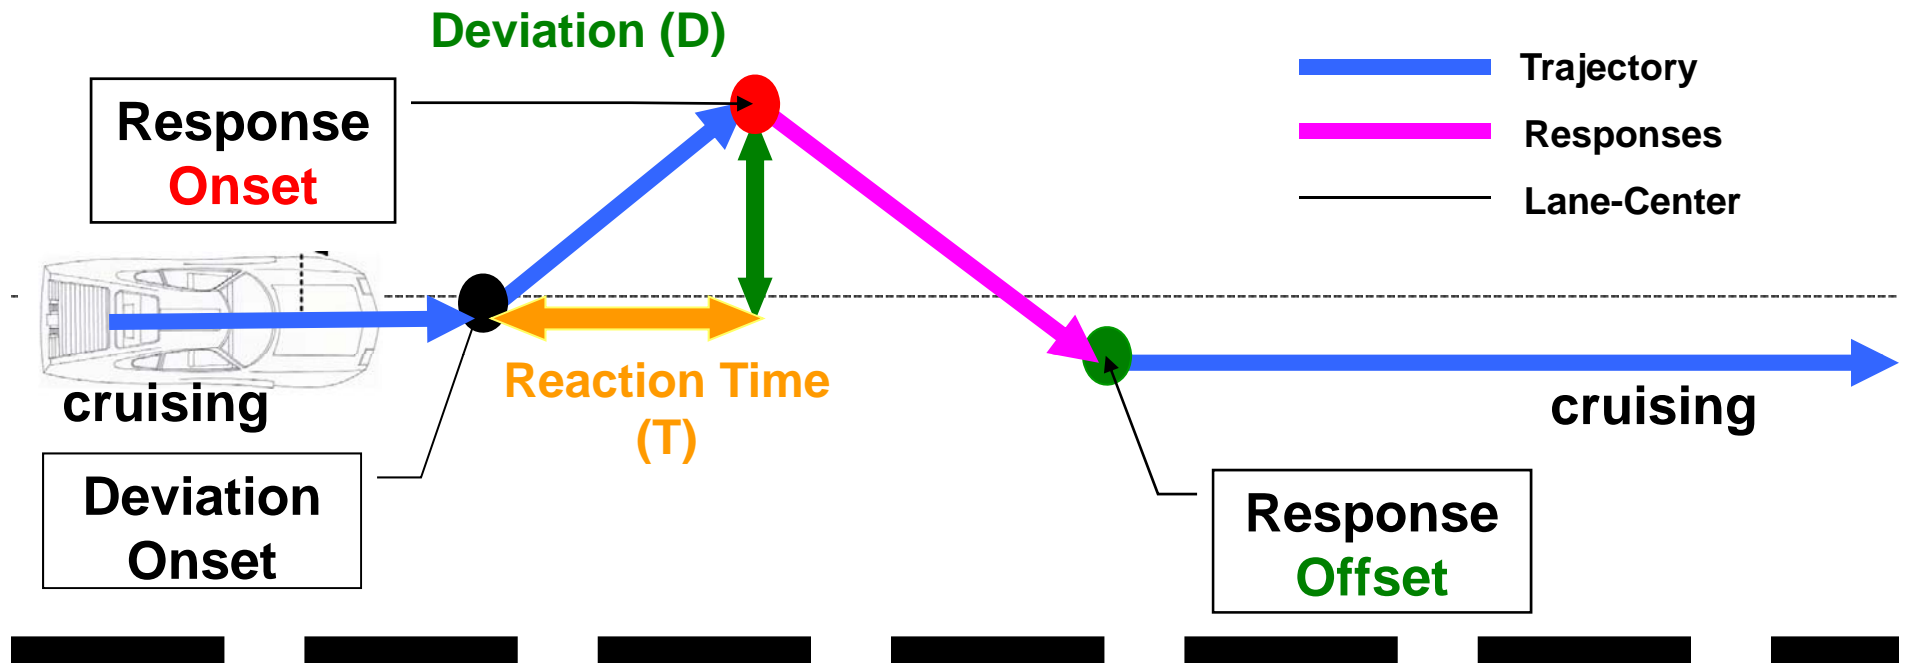 Deviation (D)
Response
Onset
Trajectory
Responses
Lane-Center
cruising
Reaction Time
(T)
cruising
Deviation
Onset
Response
Offset